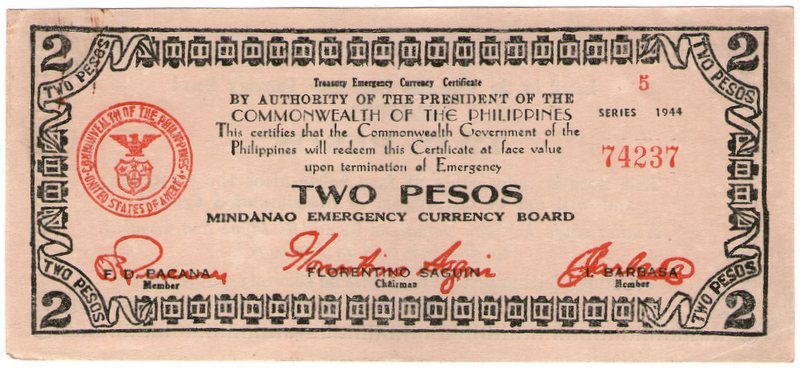 2 2
TWO PESOS TWO PESOS
Treasury Emergency Currency Certificate
5
BY AUTHORITY OF THE PRESIDENT OF THE
COMMONWEALTH OF THE PHILIPPINES
SERIES 1944
This certifies that the Commonwealth Government of the
Philippines will redeem this Certificate at face value
upon termination of Emergency
74237
COMMONWEALTH OF THE PHILIPPINES
UNITED STATES OF AMERICA
TWO PESOS
MINDANAO EMERGENCY CURRENCY BOARD
F. D. PACANA FLORENTINO SAGUIN I. BARBASA
Member Chairman Member
TWO PESOS TWO PESOS
2 2